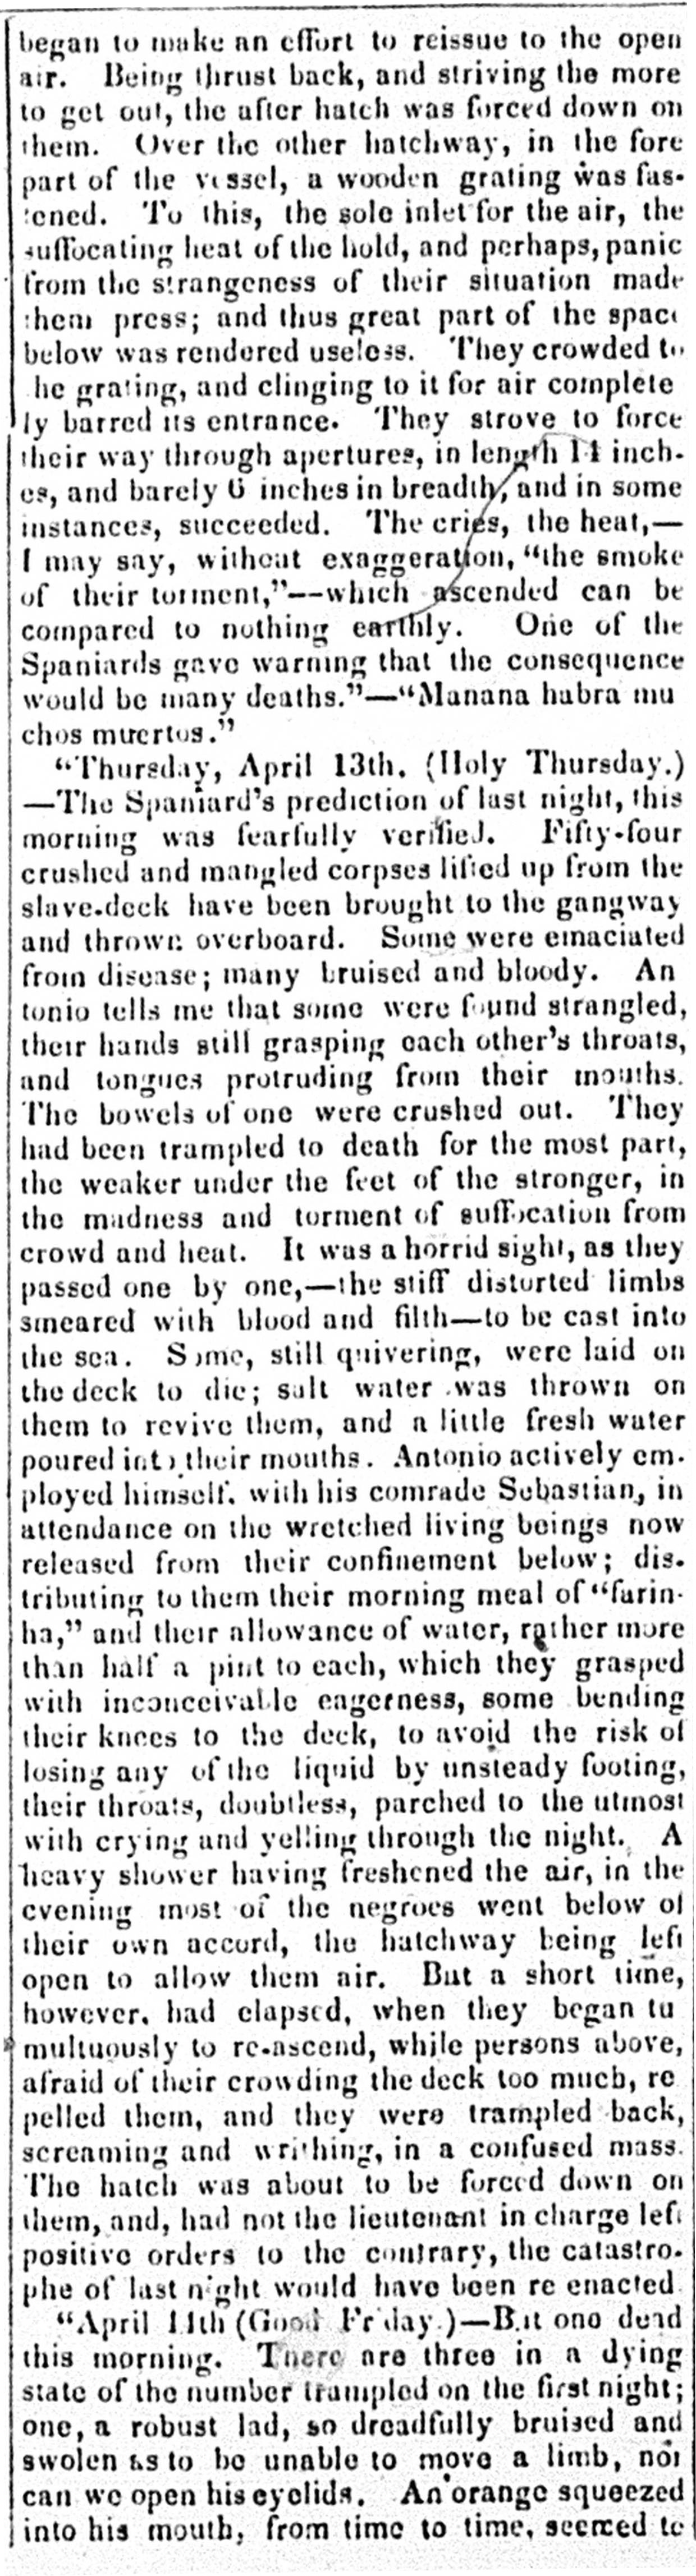 began to make an effort to reissue to the open
air. Being thrust back, and striving the more
to get out, the after hatch was forced down on
them. Over the other hatchway, in the fore
part of the vessel, a wooden grating was fas-
tened. To this, the sole inlet for the air, the
suffocating heat of the hold, and perhaps, panic
from the strangeness of their situation made
them press; and thus great part of the space
below was rendered useless. They crowded to
he grating, and clinging to it for air complete
ly barred its entrance. They strove to force
their way through apertures, in length 14 inch-
es, and barely 6 inches in breadth, and in some
instances, succeeded. The cries, the heat,—
I may say, without exaggeration, "the smoke
of their torment,"—which ascended can be
compared to nothing earthly. One of the
Spaniards gave warning that the consequence
would be many deaths."—"Manana habra mu
chos muertos."
"Thursday, April 13th. (Holy Thursday.)
—The Spaniard's prediction of last night, this
morning was fearfully verified. Fifty-four
crushed and mangled corpses lifted up from the
slave-deck have been brought to the gangway
and thrown overboard. Some were emaciated
from disease; many bruised and bloody. An
tonio tells me that some were found strangled,
their hands still grasping each other's throats,
and tongues protruding from their mouths.
The bowels of one were crushed out. They
had been trampled to death for the most part,
the weaker under the feet of the stronger, in
the madness and torment of suffocation from
crowd and heat. It was a horrid sight, as they
passed one by one,—the stiff distorted limbs
smeared with blood and filth—to be cast into
the sea. Some, still quivering, were laid on
the deck to die; salt water was thrown on
them to revive them, and a little fresh water
poured into their mouths. Antonio actively em-
ployed himself, with his comrade Sebastian, in
attendance on the wretched living beings now
released from their confinement below; dis-
tributing to them their morning meal of "farin-
ha," and their allowance of water, rather more
than half a pint to each, which they grasped
with inconceivable eagerness, some bending
their knees to the deck, to avoid the risk of
losing any of the liquid by unsteady footing,
their throats, doubtless, parched to the utmost
with crying and yelling through the night. A
heavy shower having freshened the air, in the
evening most of the negroes went below of
their own accord, the hatchway being left
open to allow them air. But a short time,
however, had elapsed, when they began tu
multuously to re-ascend, while persons above,
afraid of their crowding the deck too much, re
pelled them, and they were trampled back,
screaming and writhing, in a confused mass.
The hatch was about to be forced down on
them, and, had not the lieutenant in charge left
positive orders to the contrary, the catastro-
phe of last night would have been re enacted
"April 14th (Good Friday.)—But one dead
this morning. There are three in a dying
state of the number trampled on the first night;
one, a robust lad, so dreadfully bruised and
swolen as to be unable to move a limb, nor
can we open his eyelids. An orange squeezed
into his mouth, from time to time, seemed to